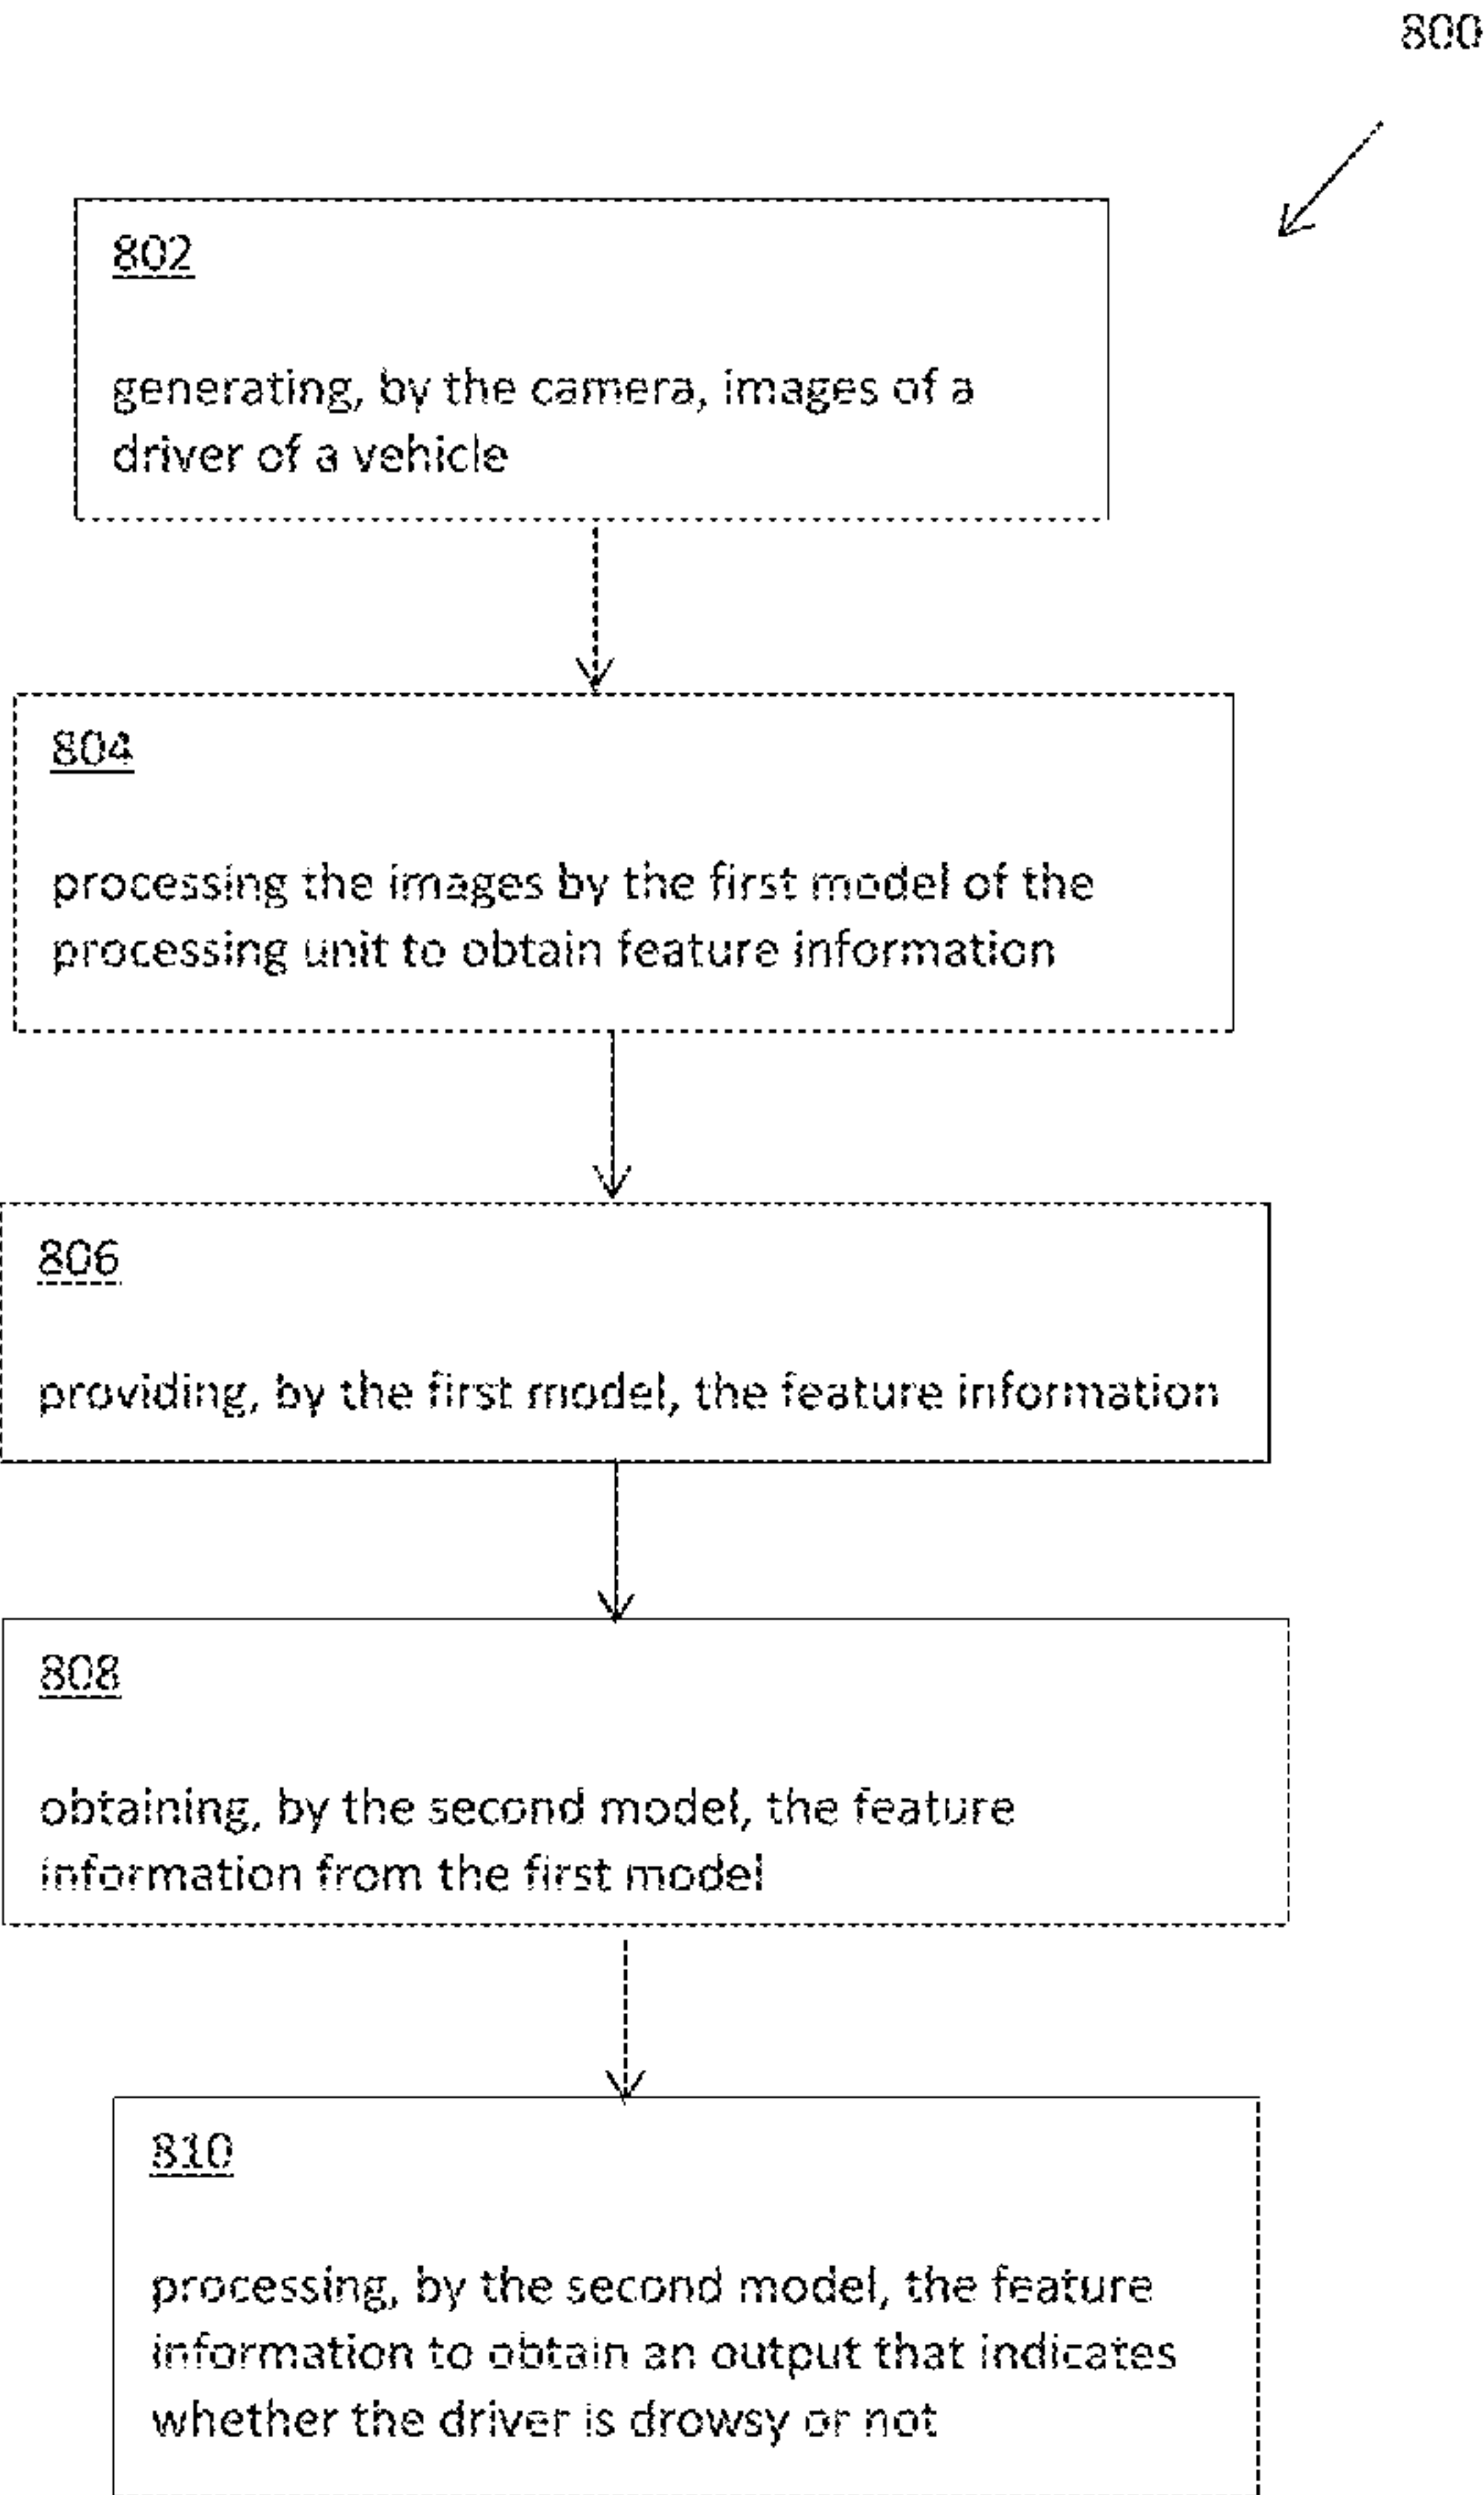 800
802
generating, by the camera, images of a
driver of a vehicle
804
processing the images by the first model of the
processing unit to obtain feature information
806
providing, by the first model, the feature information
808
obtaining, by the second model, the feature
information from the first model
810
processing, by the second model, the feature
information to obtain an output that indicates
whether the driver is drowsy or not